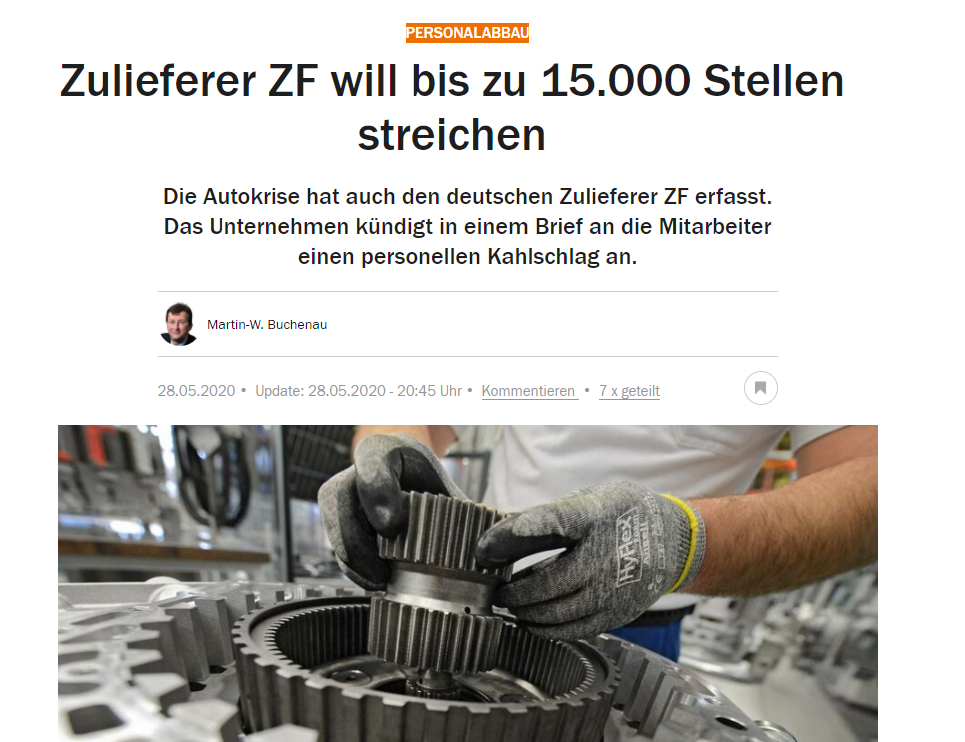 PERSONALABBAU
Zulieferer ZF will bis zu 15.000 Stellen
streichen
Die Autokrise hat auch den deutschen Zulieferer ZF erfasst.
Das Unternehmen kündigt in einem Brief an die Mitarbeiter
einen personellen Kahlschlag an.
Martin-W. Buchenau
28.05.2020 • Update: 28.05.2020 - 20:45 Uhr • Kommentieren • 7 x geteilt
HyFlex
Ansell